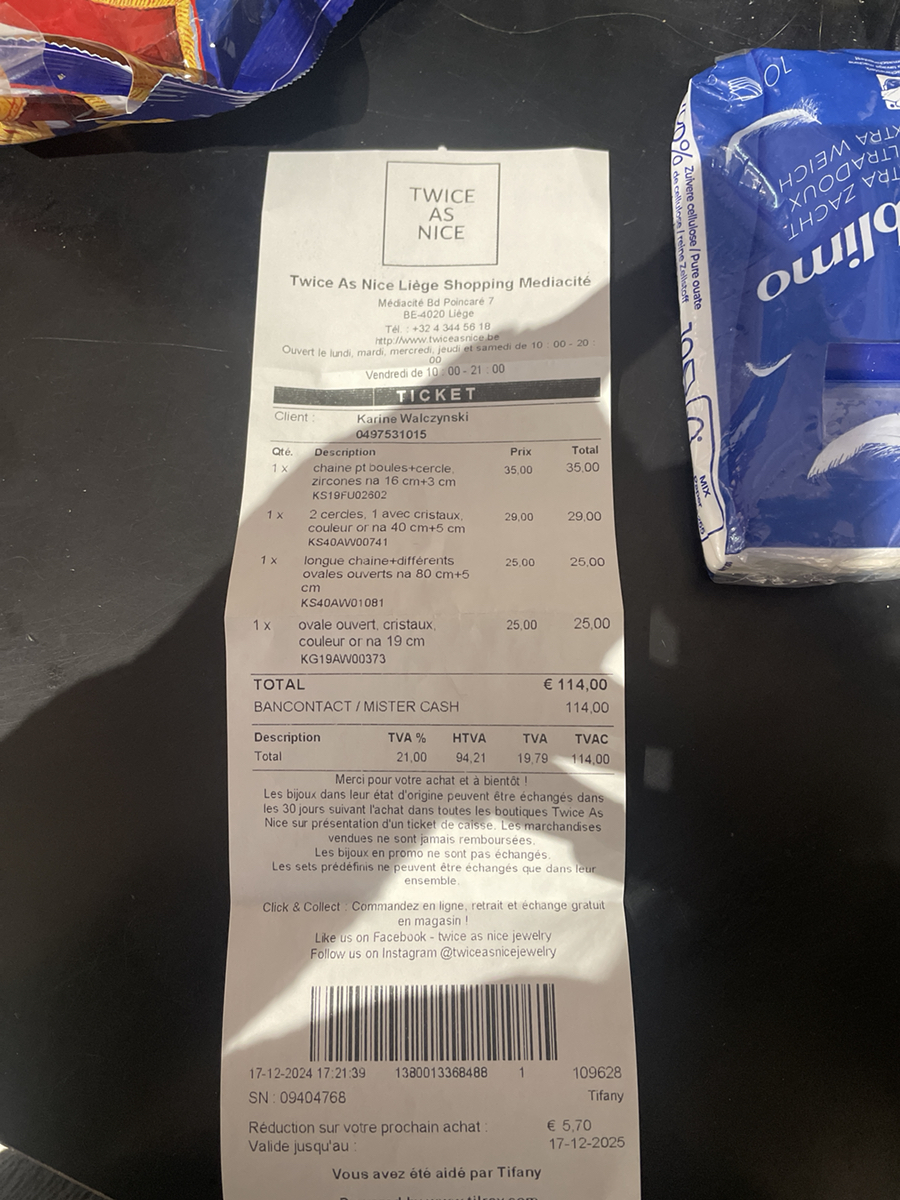 TWICE
AS
NICE
Twice As Nice Liège Shopping Mediacité
Médiacité Bd Poincaré 7
BE-4020 Liège
Tél. : +32 4 344 56 18
http://www.twiceasnice.be
Ouvert le lundi, mardi, mercredi, jeudi et samedi de 10 : 00 - 20 :
00
Vendredi de 10 : 00 - 21 : 00
TICKET
Client : Karine Walczynski
0497531015
Qté. Description Prix Total
1 x chaine pt boules+cercle, 35,00 35,00
zircones na 16 cm+3 cm
KS19FU02602
1 x 2 cercles, 1 avec cristaux, 29,00 29,00
couleur or na 40 cm+5 cm
KS40AW00741
1 x longue chaine+différents 25,00 25,00
ovales ouverts na 80 cm+5
cm
KS40AW01081
1 x ovale ouvert, cristaux, 25,00 25,00
couleur or na 19 cm
KG19AW00373
TOTAL € 114,00
BANCONTACT / MISTER CASH 114,00
Description TVA % HTVA TVA TVAC
Total 21,00 94,21 19,79 114,00
Merci pour votre achat et à bientôt !
Les bijoux dans leur état d'origine peuvent être échangés dans
les 30 jours suivant l'achat dans toutes les boutiques Twice As
Nice sur présentation d'un ticket de caisse. Les marchandises
vendues ne sont jamais remboursées.
Les bijoux en promo ne sont pas échangés.
Les sets prédéfinis ne peuvent être échangés que dans leur
ensemble.
Click & Collect : Commandez en ligne, retrait et échange gratuit
en magasin !
Like us on Facebook - twice as nice jewelry
Follow us on Instagram @twiceasnicejewelry
17-12-2024 17:21:39 1380013368488 1 109628
SN : 09404768 Tifany
Réduction sur votre prochain achat : € 5,70
Valide jusqu'au : 17-12-2025
Vous avez été aidé par Tifany
10
XTRA WEICH
LTRADOUX
TRA ZACHT
blimo
100% Zuivere cellulose / Pure ouate
de cellulose / reine Zellstoff
MIX